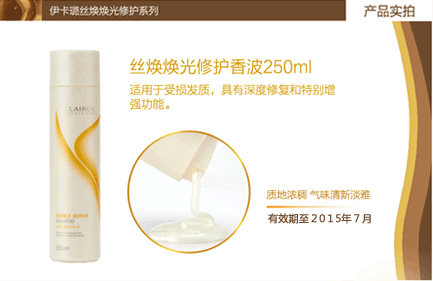 伊卡璐丝焕焕光修护系列
产品实拍
丝焕焕光修护香波250ml
适用于受损发质，具有深度修复和特别增
强功能。
LAIROL
SHAMPOO
250ml
质地浓稠 气味清新淡雅
有效期至2015年7月